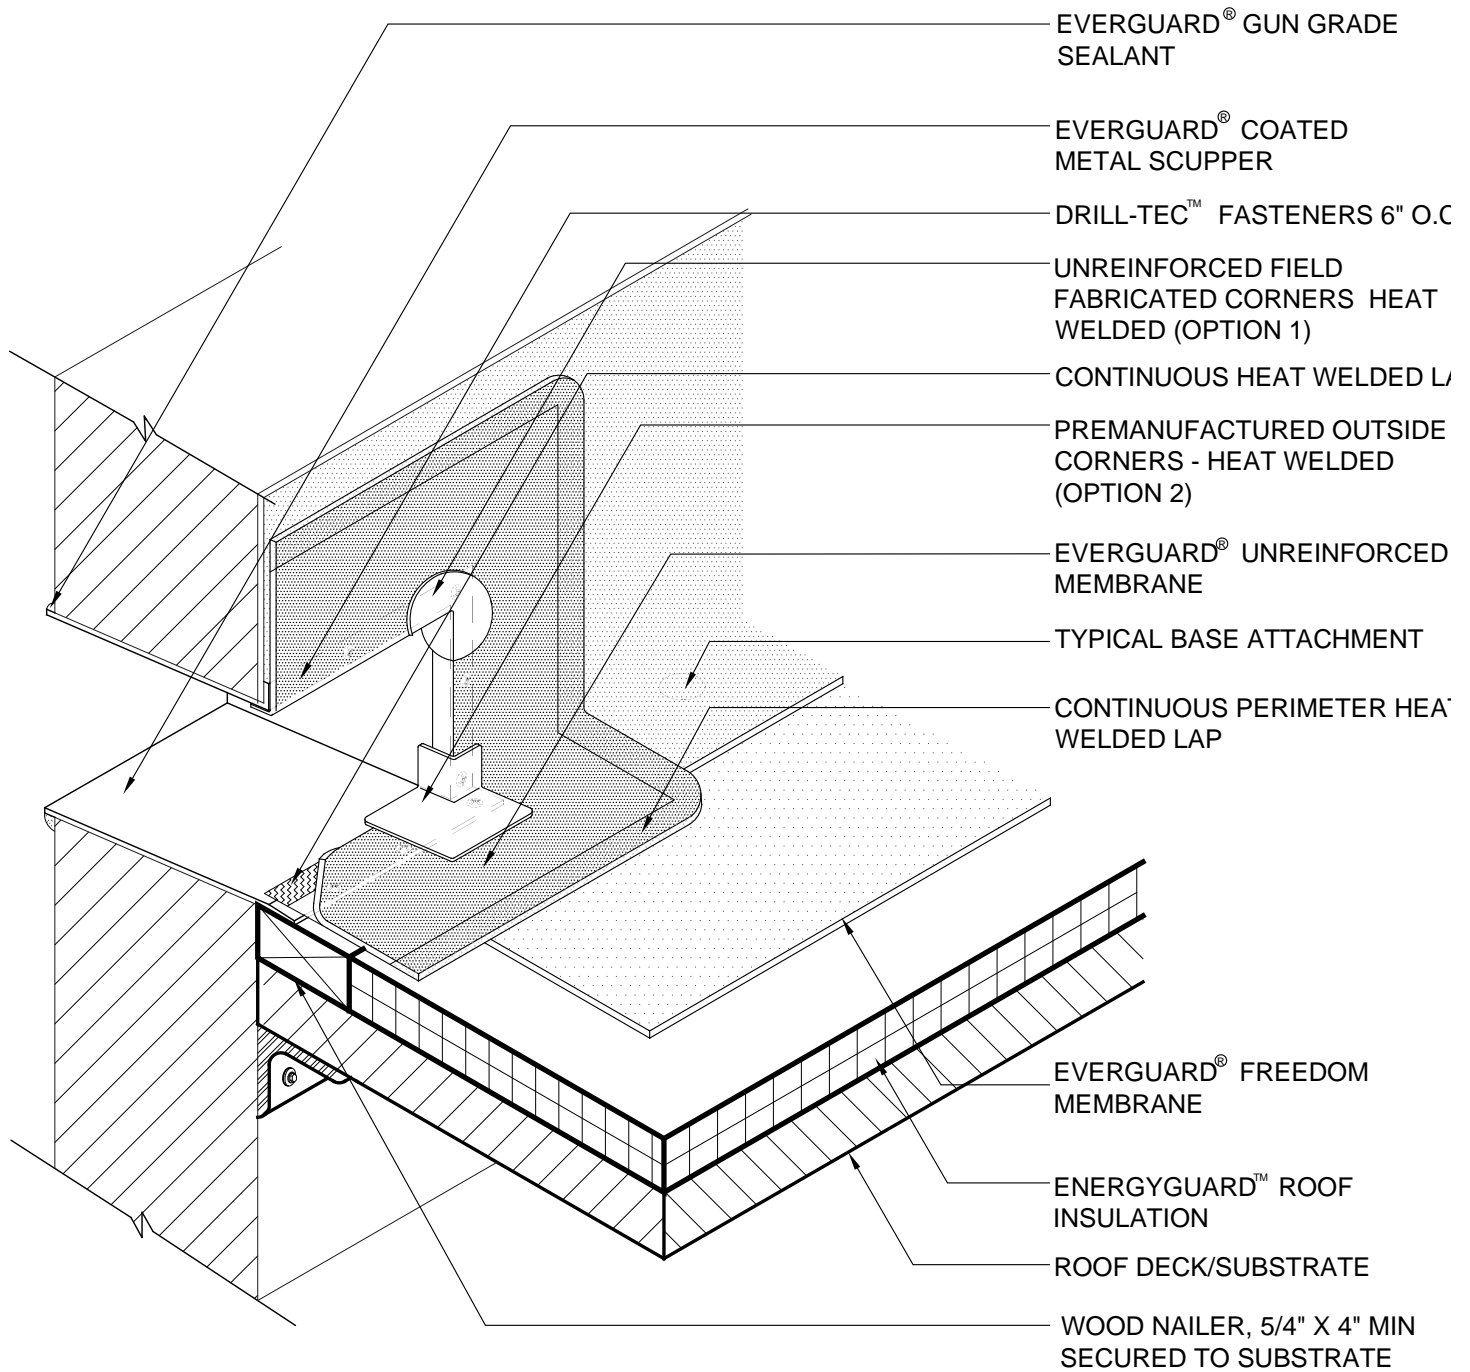 EVERGUARD® GUN GRADE
SEALANT
EVERGUARD® COATED
METAL SCUPPER
DRILL-TEC™ FASTENERS 6" O.C
UNREINFORCED FIELD
FABRICATED CORNERS HEAT
WELDED (OPTION 1)
CONTINUOUS HEAT WELDED
PREMANUFACTURED OUTSIDE
CORNERS - HEAT WELDED
(OPTION 2)
EVERGUARD® UNREINFORCED
MEMBRANE
TYPICAL BASE ATTACHMENT
CONTINUOUS PERIMETER HEAT
WELDED LAP
EVERGUARD® FREEDOM
MEMBRANE
ENERGYGUARD™ ROOF
INSULATION
ROOF DECK/SUBSTRATE
WOOD NAILER, 5/4" X 4" MIN
SECURED TO SUBSTRATE